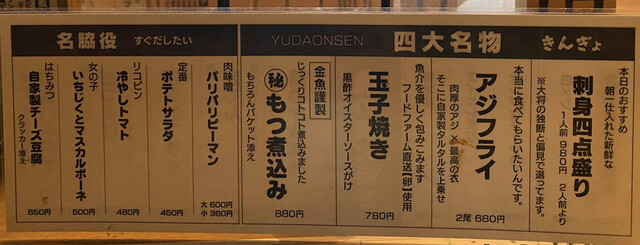 四大名物 きんぎょ
YUDAONSEN
本日のおすすめ
朝一仕入れた新鮮な
刺身四点盛り
1人前 980円 2人前より
※大将の独断と偏見で選ってます。
本当に食べてもらいたいんです。
アジフライ
肉厚のアジ×最高の衣
そこに自家製タルタルを上乗せ
2尾 680円
魚介を優しく包みこみます
フードファーム直送【卵】使用
玉子焼き
黒酢オイスターソースがけ
780円
金魚謹製
㊙もつ煮込み
じっくりコトコト煮込みました
もちろんバゲット添え
880円
名脇役 すぐだしたい
肉味噌
パリパリピーマン
大 600円
小 360円
定番
ポテトサラダ
450円
リコピン
冷やしトマト
480円
女の子
いちじくとマスカルポーネ
500円
はちみつ
自家製チーズ豆腐
クラッカー添え
650円